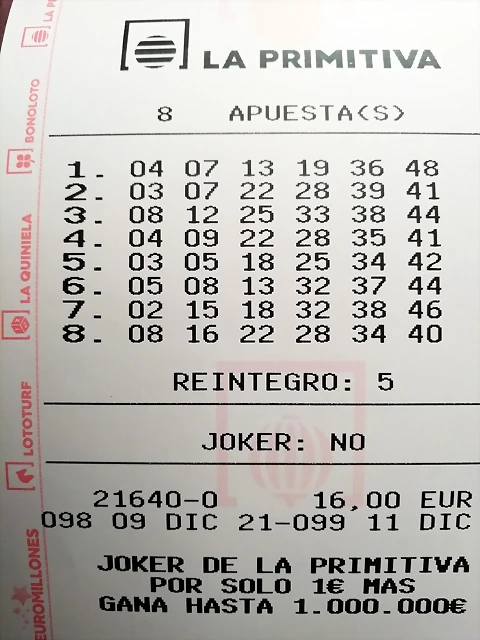 LA PRIMITIVA
8 APUESTA(S)
1. 04 07 13 19 36 48
2. 03 07 22 28 39 41
3. 08 12 25 33 38 44
4. 04 09 22 28 35 41
5. 03 05 18 25 34 42
6. 05 08 13 32 37 44
7. 02 15 18 32 38 46
8. 08 16 22 28 34 40
REINTEGRO: 5
JOKER: NO
21640-0 16,00 EUR
098 09 DIC 21-099 11 DIC
JOKER DE LA PRIMITIVA
POR SOLO 1€ MAS
GANA HASTA 1.000.000€
BONOLOTO
LA QUINIELA
LOTOTURF
EUROMILLONES